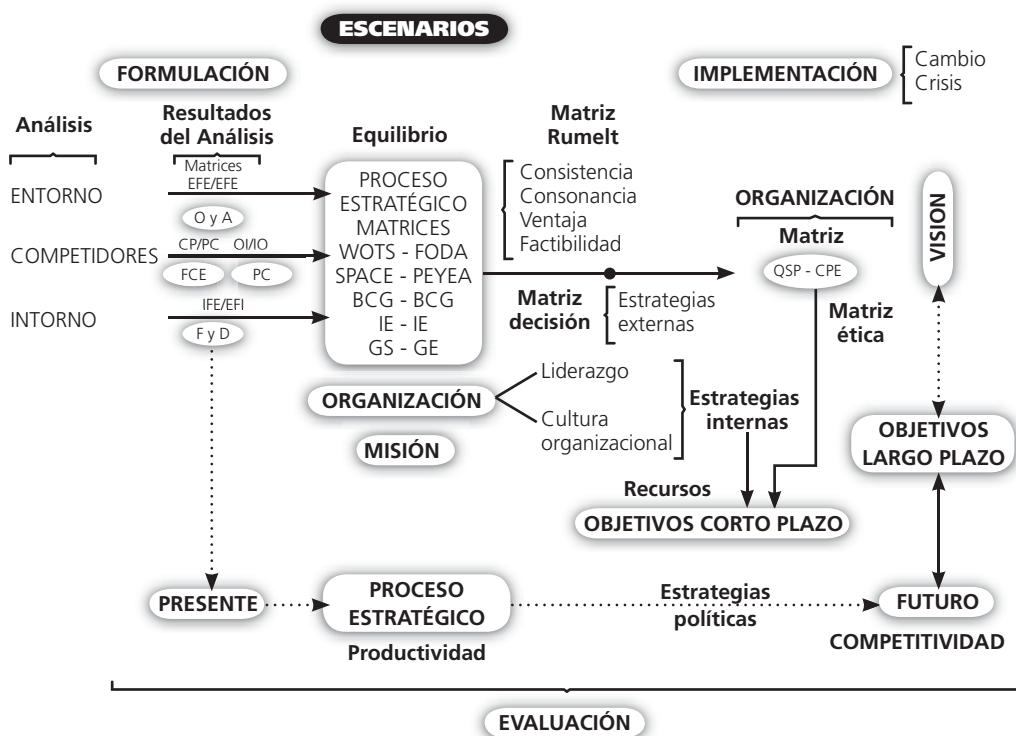 ESCENARIOS
FORMULACIÓN
IMPLEMENTACIÓN
Cambio
Crisis
Análisis
Resultados
del Análisis
Equilibrio
Matriz
Rumelt
Matrices
EFE/EFE
ENTORNO
O y A
COMPETIDORES
CP/PC OI/IO
FCE
PC
INTORNO
IFE/EFI
F y D
PROCESO
ESTRATÉGICO
MATRICES
WOTS - FODA
SPACE - PEYEA
BCG - BCG
IE - IE
GS - GE
Consistencia
Consonancia
Ventaja
Factibilidad
Matriz
decisión
Estrategias
externas
ORGANIZACIÓN
Matriz
QSP - CPE
Matriz
ética
VISION
ORGANIZACIÓN
Liderazgo
Cultura
organizacional
Estrategias
internas
MISIÓN
OBJETIVOS
LARGO PLAZO
Recursos
OBJETIVOS CORTO PLAZO
PRESENTE
PROCESO
ESTRATÉGICO
Productividad
Estrategias
políticas
FUTURO
COMPETITIVIDAD
EVALUACIÓN